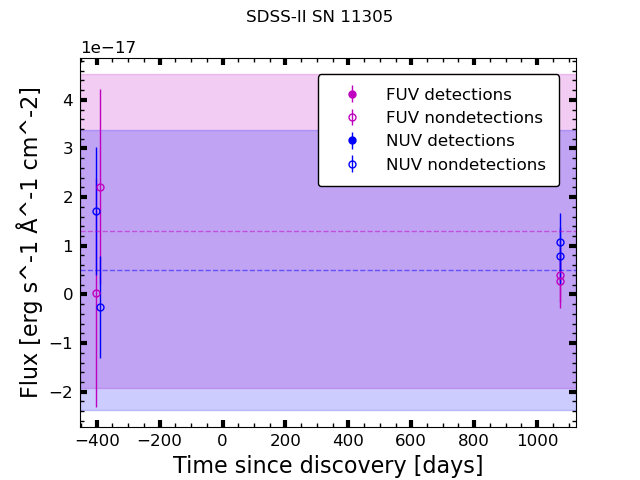 SDSS-II SN 11305
1e−17
FUV detections
FUV nondetections
NUV detections
NUV nondetections
4
3
2
1
0
−1
−2
Flux [erg s^-1 Å^-1 cm^-2]
−400 −200 0 200 400 600 800 1000
Time since discovery [days]